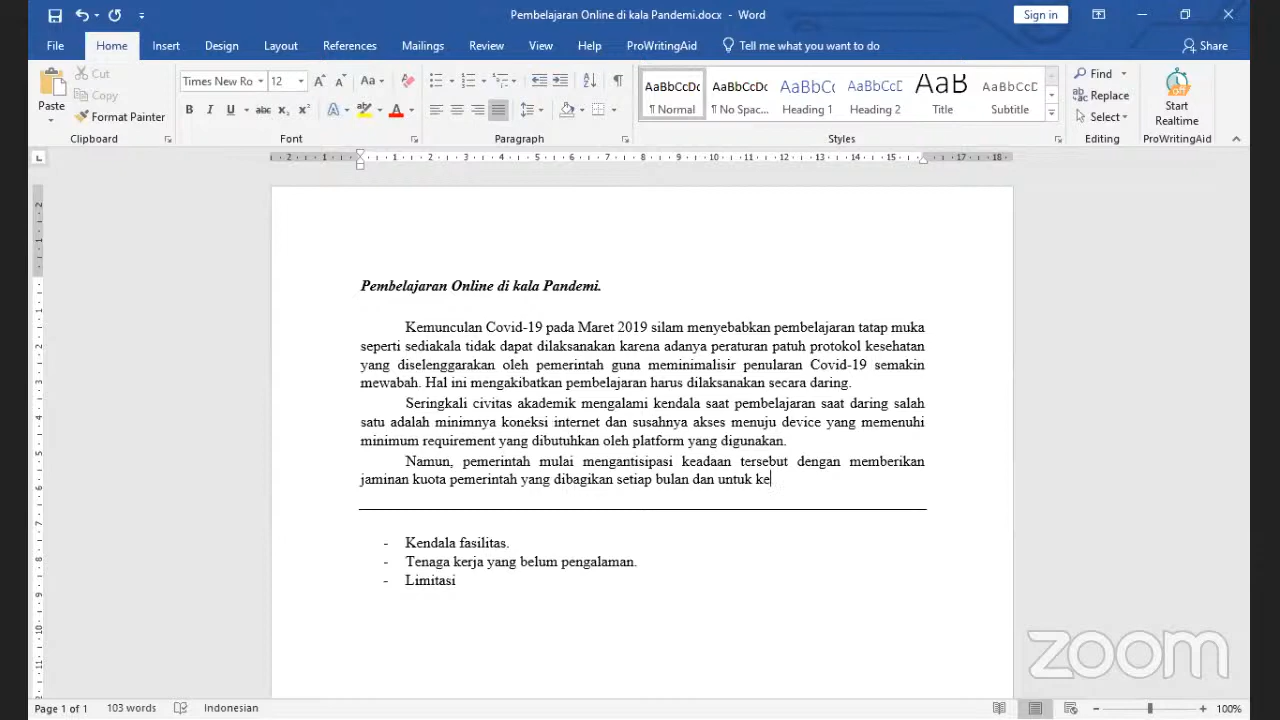 Pembelajaran Online di kala Pandemi.docx - Word
Sign in
File Home Insert Design Layout References Mailings Review View Help ProWritingAid Tell me what you want to do Share
Paste
Cut
Copy
Format Painter
Clipboard
Times New Ro 12
Font
Paragraph
AaBbCcDc AaBbCcDc AaBbCc AaBbCcD AaB AaBbCcD
¶ Normal ¶ No Spac... Heading 1 Heading 2 Title Subtitle
Styles
Find
Replace
Select
Editing
Start
Realtime
ProWritingAid
Pembelajaran Online di kala Pandemi.
Kemunculan Covid-19 pada Maret 2019 silam menyebabkan pembelajaran tatap muka
seperti sediakala tidak dapat dilaksanakan karena adanya peraturan patuh protokol kesehatan
yang diselenggarakan oleh pemerintah guna meminimalisir penularan Covid-19 semakin
mewabah. Hal ini mengakibatkan pembelajaran harus dilaksanakan secara daring.
Seringkali civitas akademik mengalami kendala saat pembelajaran saat daring salah
satu adalah minimnya koneksi internet dan susahnya akses menuju device yang memenuhi
minimum requirement yang dibutuhkan oleh platform yang digunakan.
Namun, pemerintah mulai mengantisipasi keadaan tersebut dengan memberikan
jaminan kuota pemerintah yang dibagikan setiap bulan dan untuk ke
- Kendala fasilitas.
- Tenaga kerja yang belum pengalaman.
- Limitasi
zoom
Page 1 of 1 103 words Indonesian 100%